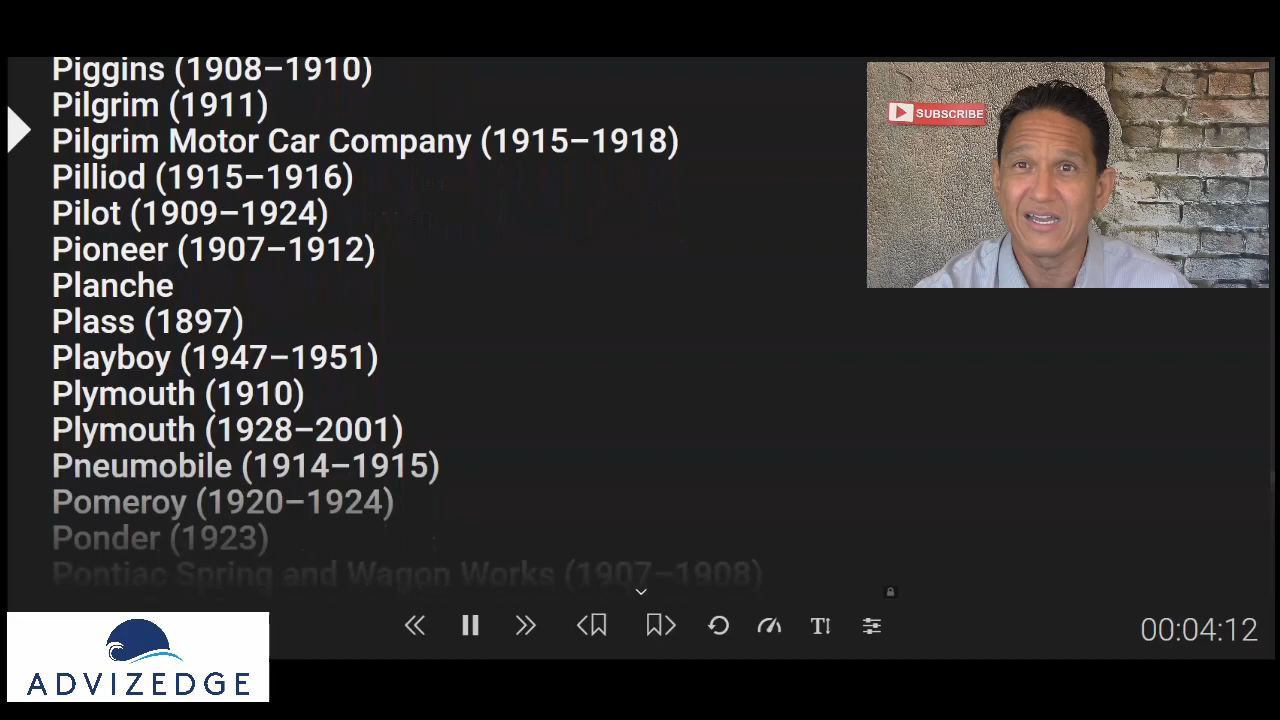 Piggins (1908–1910)
Pilgrim (1911)
Pilgrim Motor Car Company (1915–1918)
Pilliod (1915–1916)
Pilot (1909–1924)
Pioneer (1907–1912)
Planche
Plass (1897)
Playboy (1947–1951)
Plymouth (1910)
Plymouth (1928–2001)
Pneumobile (1914–1915)
Pomeroy (1920–1924)
Ponder (1923)
Pontiac Spring and Wagon Works (1907–1908)
SUBSCRIBE
TI
00:04:12
ADVIZEDGE